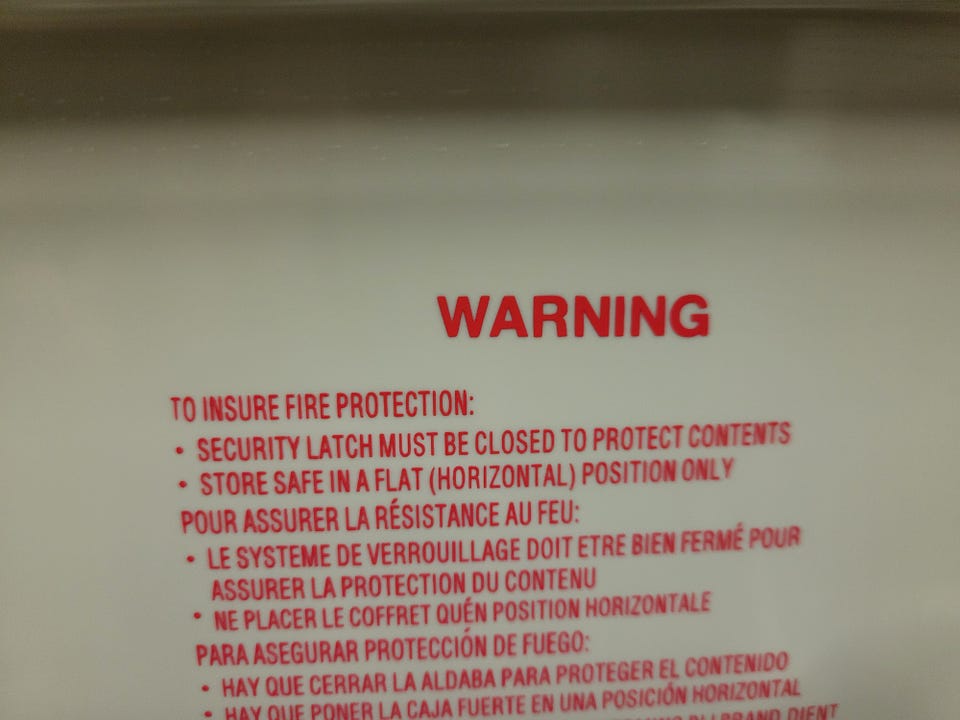 WARNING
TO INSURE FIRE PROTECTION:
• SECURITY LATCH MUST BE CLOSED TO PROTECT CONTENTS
• STORE SAFE IN A FLAT (HORIZONTAL) POSITION ONLY
POUR ASSURER LA RÉSISTANCE AU FEU:
• LE SYSTEME DE VERROUILLAGE DOIT ETRE BIEN FERMÉ POUR
ASSURER LA PROTECTION DU CONTENU
• NE PLACER LE COFFRET QUÉN POSITION HORIZONTALE
PARA ASEGURAR PROTECCIÓN DE FUEGO:
• HAY QUE CERRAR LA ALDABA PARA PROTEGER EL CONTENIDO
• HAY QUE PONER LA CAJA FUERTE EN UNA POSICIÓN HORIZONTAL